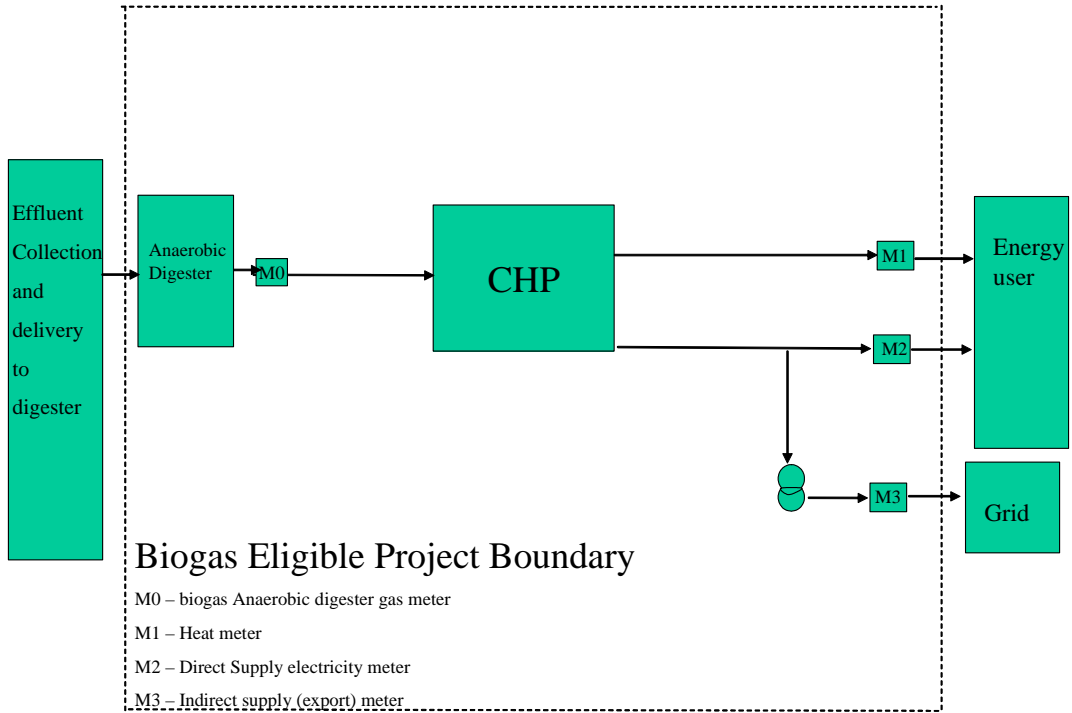 Effluent
Collection
and
delivery
to
digester
Anaerobic
Digester
M0
CHP
M1
M2
M3
Energy
user
Grid
Biogas Eligible Project Boundary
M0 – biogas Anaerobic digester gas meter
M1 – Heat meter
M2 – Direct Supply electricity meter
M3 – Indirect supply (export) meter